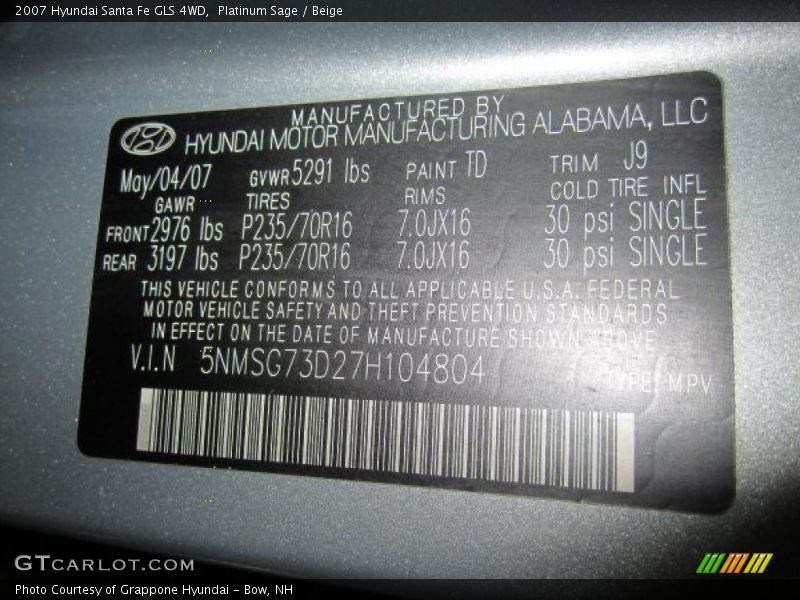 2007 Hyundai Santa Fe GLS 4WD,  Platinum Sage / Beige
MANUFACTURED BY
HYUNDAI MOTOR MANUFACTURING ALABAMA, LLC
May/04/07 GVWR 5291 lbs PAINT TD TRIM J9
GAWR TIRES RIMS COLD TIRE INFL
FRONT 2976 lbs P235/70R16 7.0JX16 30 psi SINGLE
REAR 3197 lbs P235/70R16 7.0JX16 30 psi SINGLE
THIS VEHICLE CONFORMS TO ALL APPLICABLE U.S.A. FEDERAL
MOTOR VEHICLE SAFETY AND THEFT PREVENTION STANDARDS
IN EFFECT ON THE DATE OF MANUFACTURE SHOWN ABOVE
V.I.N 5NMSG73D27H104804
TYPE: MPV
GTCARLOT.COM
Photo Courtesy of Grappone Hyundai - Bow, NH